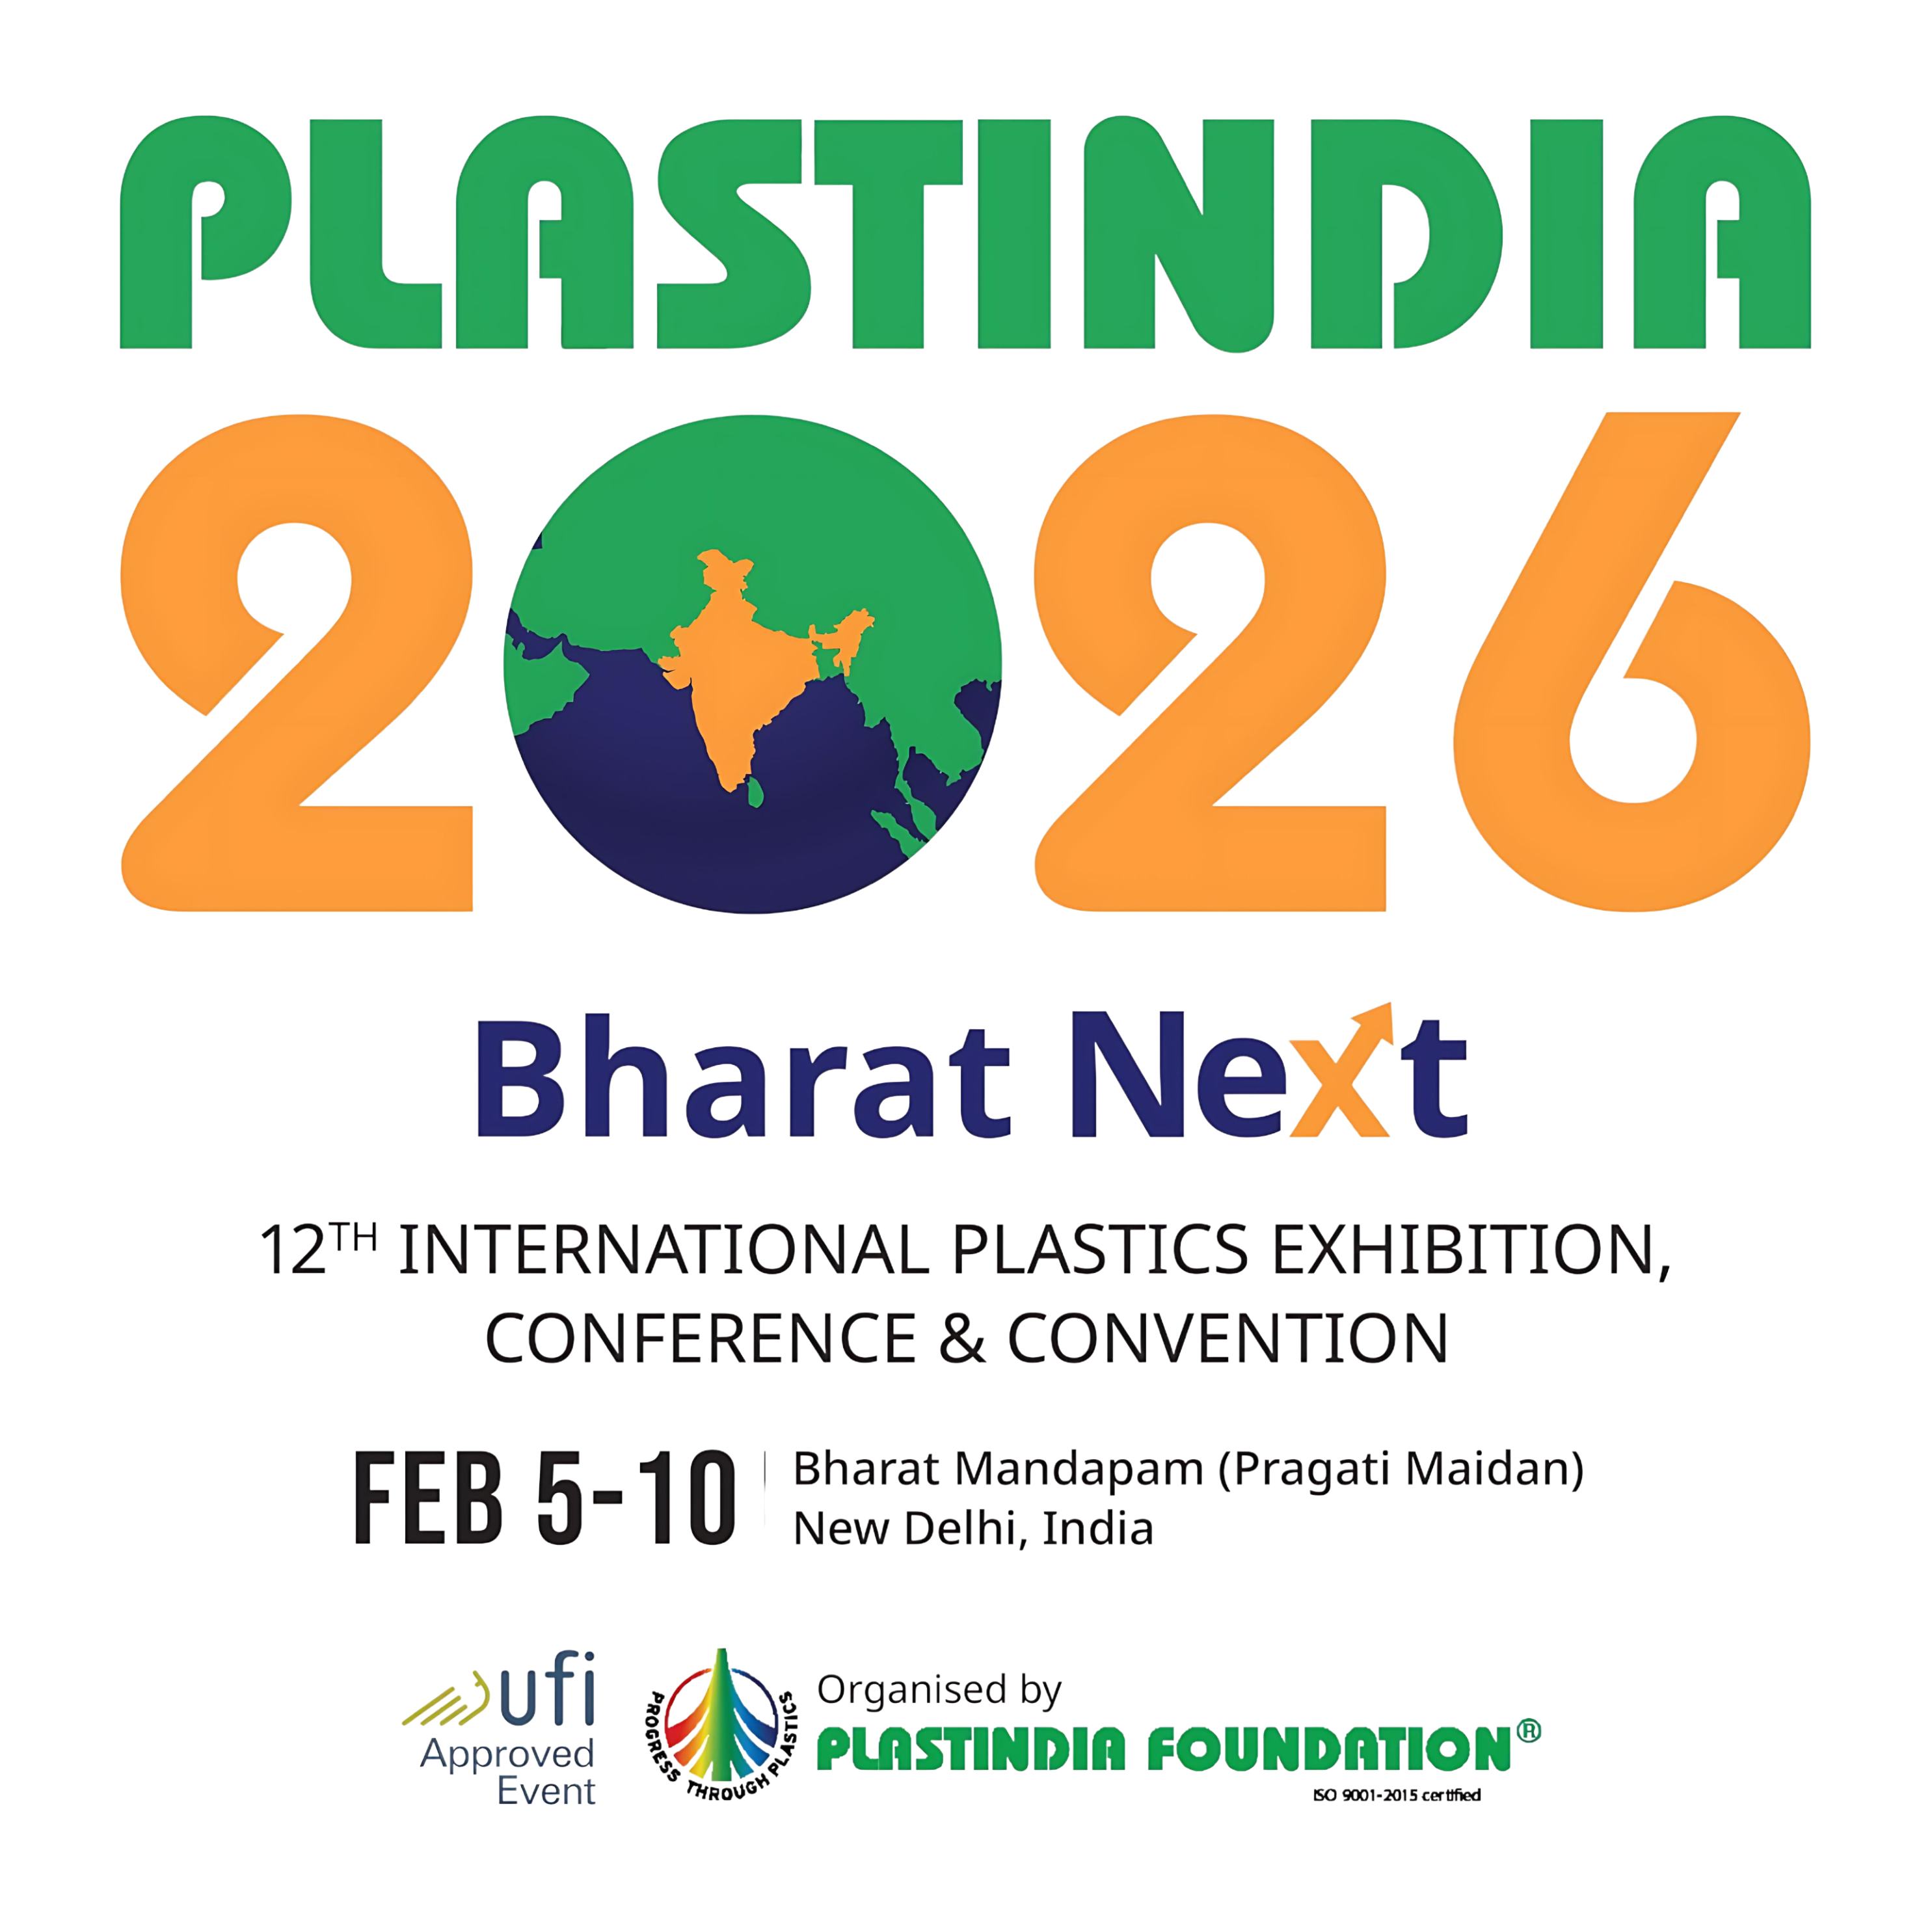 PLASTINDIA
2026
Bharat Next
12TH INTERNATIONAL PLASTICS EXHIBITION,
CONFERENCE & CONVENTION
FEB 5-10
Bharat Mandapam (Pragati Maidan)
New Delhi, India
ufi
Approved
Event
PROGRESS THROUGH PLASTICS
Organised by
PLASTINDIA FOUNDATION®
ISO 9001-2015 certified